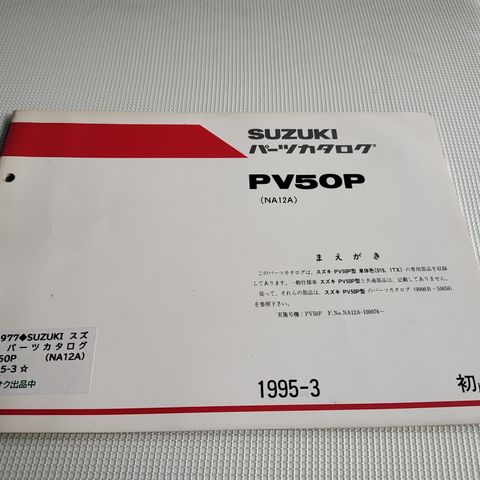 SUZUKI
パーツカタログ
PV50P
(NA12A)
まえがき
このパーツカタログは、スズキ PV50P型 車体色(019, 1TX) の専用部品を収録
してあります。一般仕様車 スズキ PV50P型と共通部品は、記載してありません。
従って、それらの部品は、スズキ PV50P型 のパーツカタログ (9900B-50056)
を参照下さい。
実施号機：PV50P F.No.NA12A-100976～
977◆SUZUKI スズ
パーツカタログ
50P (NA12A)
5-3☆
オク出品中
1995-3
初